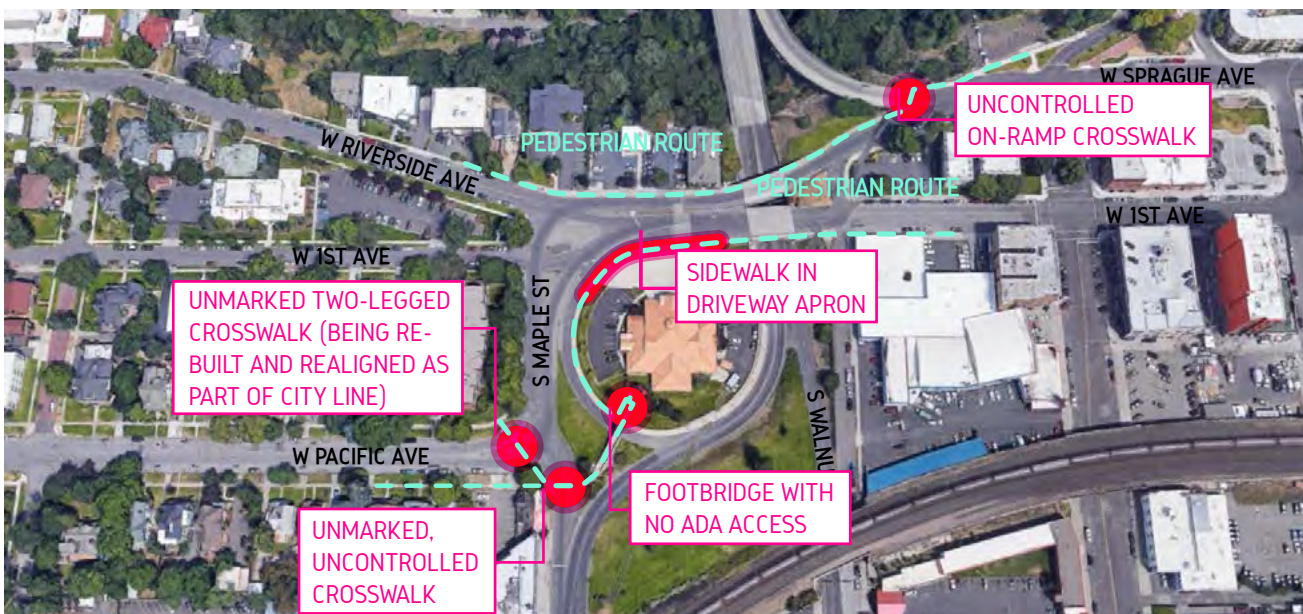 W SPRAGUE AVE
UNCONTROLLED
ON-RAMP CROSSWALK
PEDESTRIAN ROUTE
W RIVERSIDE AVE
PEDESTRIAN ROUTE
W 1ST AVE
W 1ST AVE
SIDEWALK IN
DRIVEWAY APRON
UNMARKED TWO-LEGGED
CROSSWALK (BEING RE-
BUILT AND REALIGNED AS
PART OF CITY LINE)
S MAPLE ST
S WALNU
W PACIFIC AVE
FOOTBRIDGE WITH
NO ADA ACCESS
UNMARKED,
UNCONTROLLED
CROSSWALK